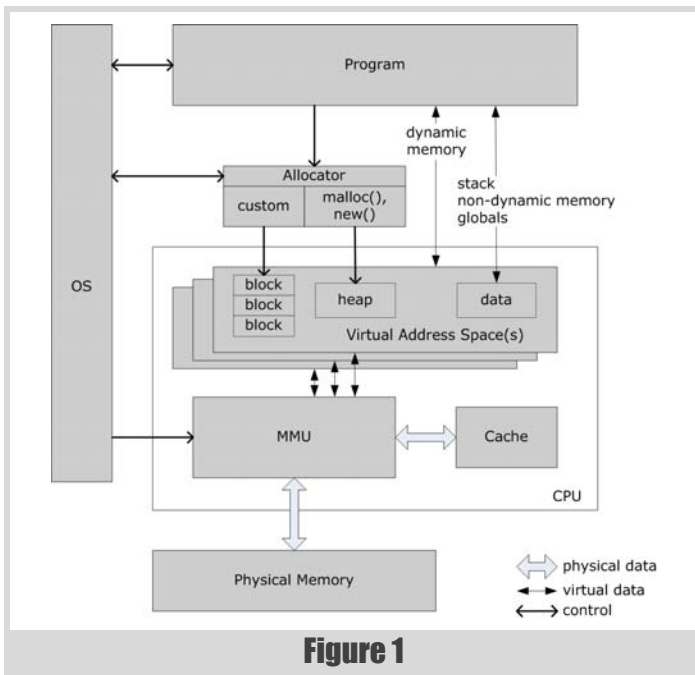 Program
dynamic
memory
stack
non-dynamic memory
globals
Allocator
custom
malloc(),
new()
OS
block
block
block
heap
data
Virtual Address Space(s)
MMU
Cache
CPU
Physical Memory
physical data
virtual data
control
Figure 1